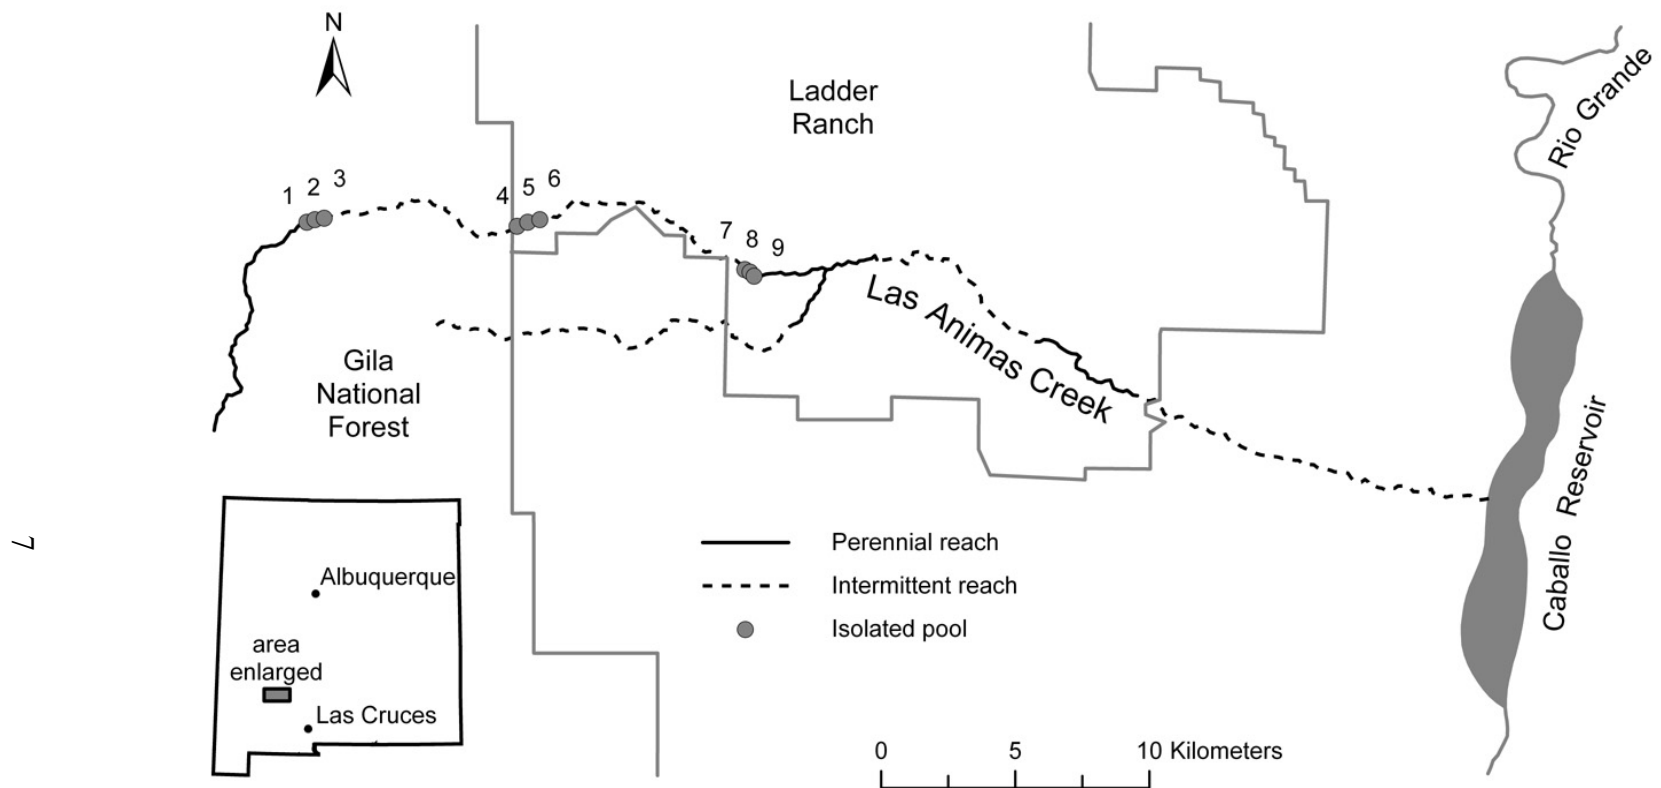 N
Ladder
Ranch
Rio Grande
1 2 3
4 5 6
7 8 9
Las Animas Creek
Gila
National
Forest
Caballo Reservoir
7
Albuquerque
area
enlarged
Las Cruces
Perennial reach
Intermittent reach
Isolated pool
0 5 10 Kilometers